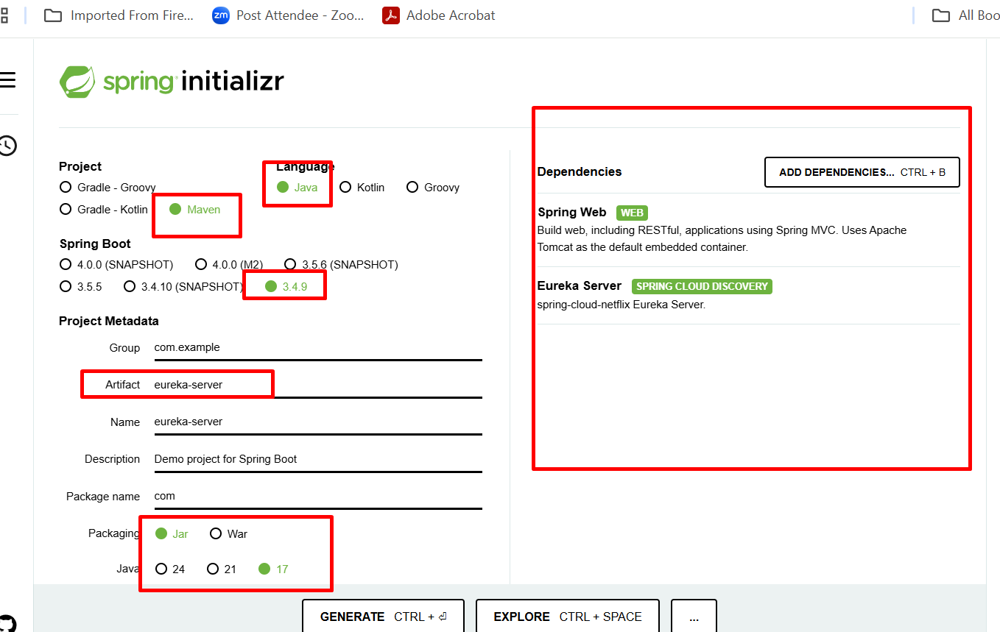 Imported From Fire...
zm
Post Attendee - Zoo...
Adobe Acrobat
All Boo
spring initializr
Project
Gradle - Groovy
Gradle - Kotlin
Maven
Language
Java
Kotlin
Groovy
Spring Boot
4.0.0 (SNAPSHOT)
4.0.0 (M2)
3.5.6 (SNAPSHOT)
3.5.5
3.4.10 (SNAPSHOT)
3.4.9
Project Metadata
Group com.example
Artifact eureka-server
Name eureka-server
Description Demo project for Spring Boot
Package name com
Packaging Jar War
Java 24 21 17
Dependencies
ADD DEPENDENCIES... CTRL + B
Spring Web WEB
Build web, including RESTful, applications using Spring MVC. Uses Apache
Tomcat as the default embedded container.
Eureka Server SPRING CLOUD DISCOVERY
spring-cloud-netflix Eureka Server.
GENERATE CTRL + ⏎
EXPLORE CTRL + SPACE
...